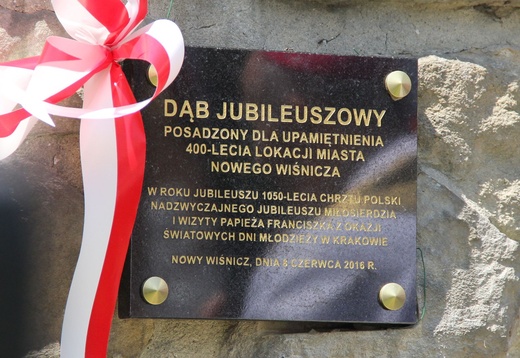 DĄB JUBILEUSZOWY
POSADZONY DLA UPAMIĘTNIENIA
400-LECIA LOKACJI MIASTA
NOWEGO WIŚNICZA
W ROKU JUBILEUSZU 1050-LECIA CHRZTU POLSKI
NADZWYCZAJNEGO JUBILEUSZU MIŁOSIERDZIA
I WIZYTY PAPIEŻA FRANCISZKA Z OKAZJI
ŚWIATOWYCH DNI MŁODZIEŻY W KRAKOWIE
NOWY WIŚNICZ, DNIA 8 CZERWCA 2016 R.